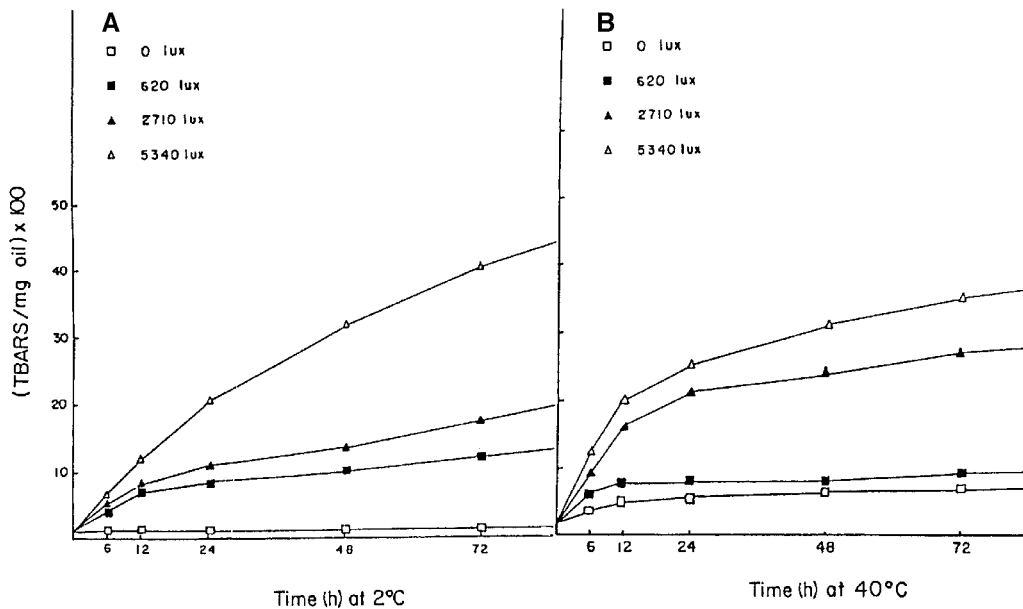 A
0 lux
620 lux
2710 lux
5340 lux
(TBARS/mg oil) x 100
50
40
30
20
10
6 12 24 48 72
Time (h) at 2°C
B
0 lux
620 lux
2710 lux
5340 lux
6 12 24 48 72
Time (h) at 40°C